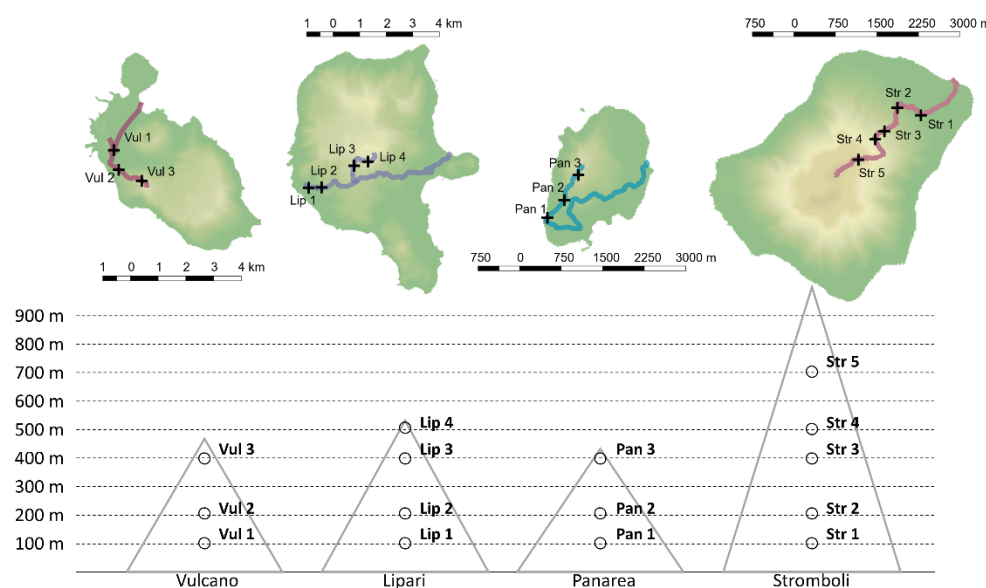 1 0 1 2 4 km
750 0 750 1500 2250 3000 m
Vul 1
Vul 2
Vul 3
Lip 3
Lip 4
Lip 2
Lip 1
Pan 3
Pan 2
Pan 1
Str 2
Str 1
Str 3
Str 4
Str 5
1 0 1 2 4 km
750 0 750 1500 3000 m
900 m
800 m
700 m
Str 5
600 m
500 m
Lip 4
Str 4
400 m
Vul 3
Lip 3
Pan 3
Str 3
300 m
200 m
Vul 2
Lip 2
Pan 2
Str 2
100 m
Vul 1
Lip 1
Pan 1
Str 1
Vulcano
Lipari
Panarea
Stromboli